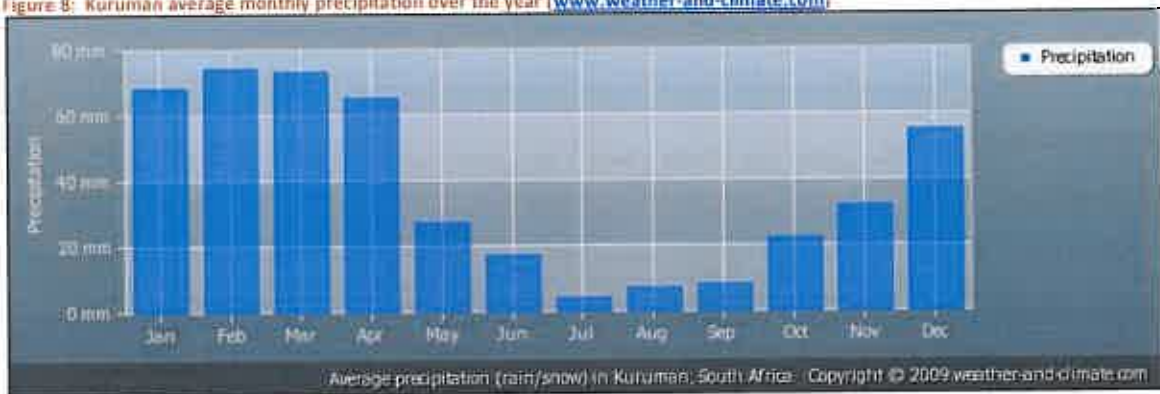 Figure 8: Kuruman average monthly precipitation over the year (www.weather-and-climate.com)
80 mm
60 mm
40 mm
20 mm
0 mm
Precipitation
Precipitation
Jan Feb Mar Apr May Jun Jul Aug Sep Oct Nov Dec
Average precipitation (rain/snow) in Kuruman, South Africa Copyright © 2009 weather-and-climate.com